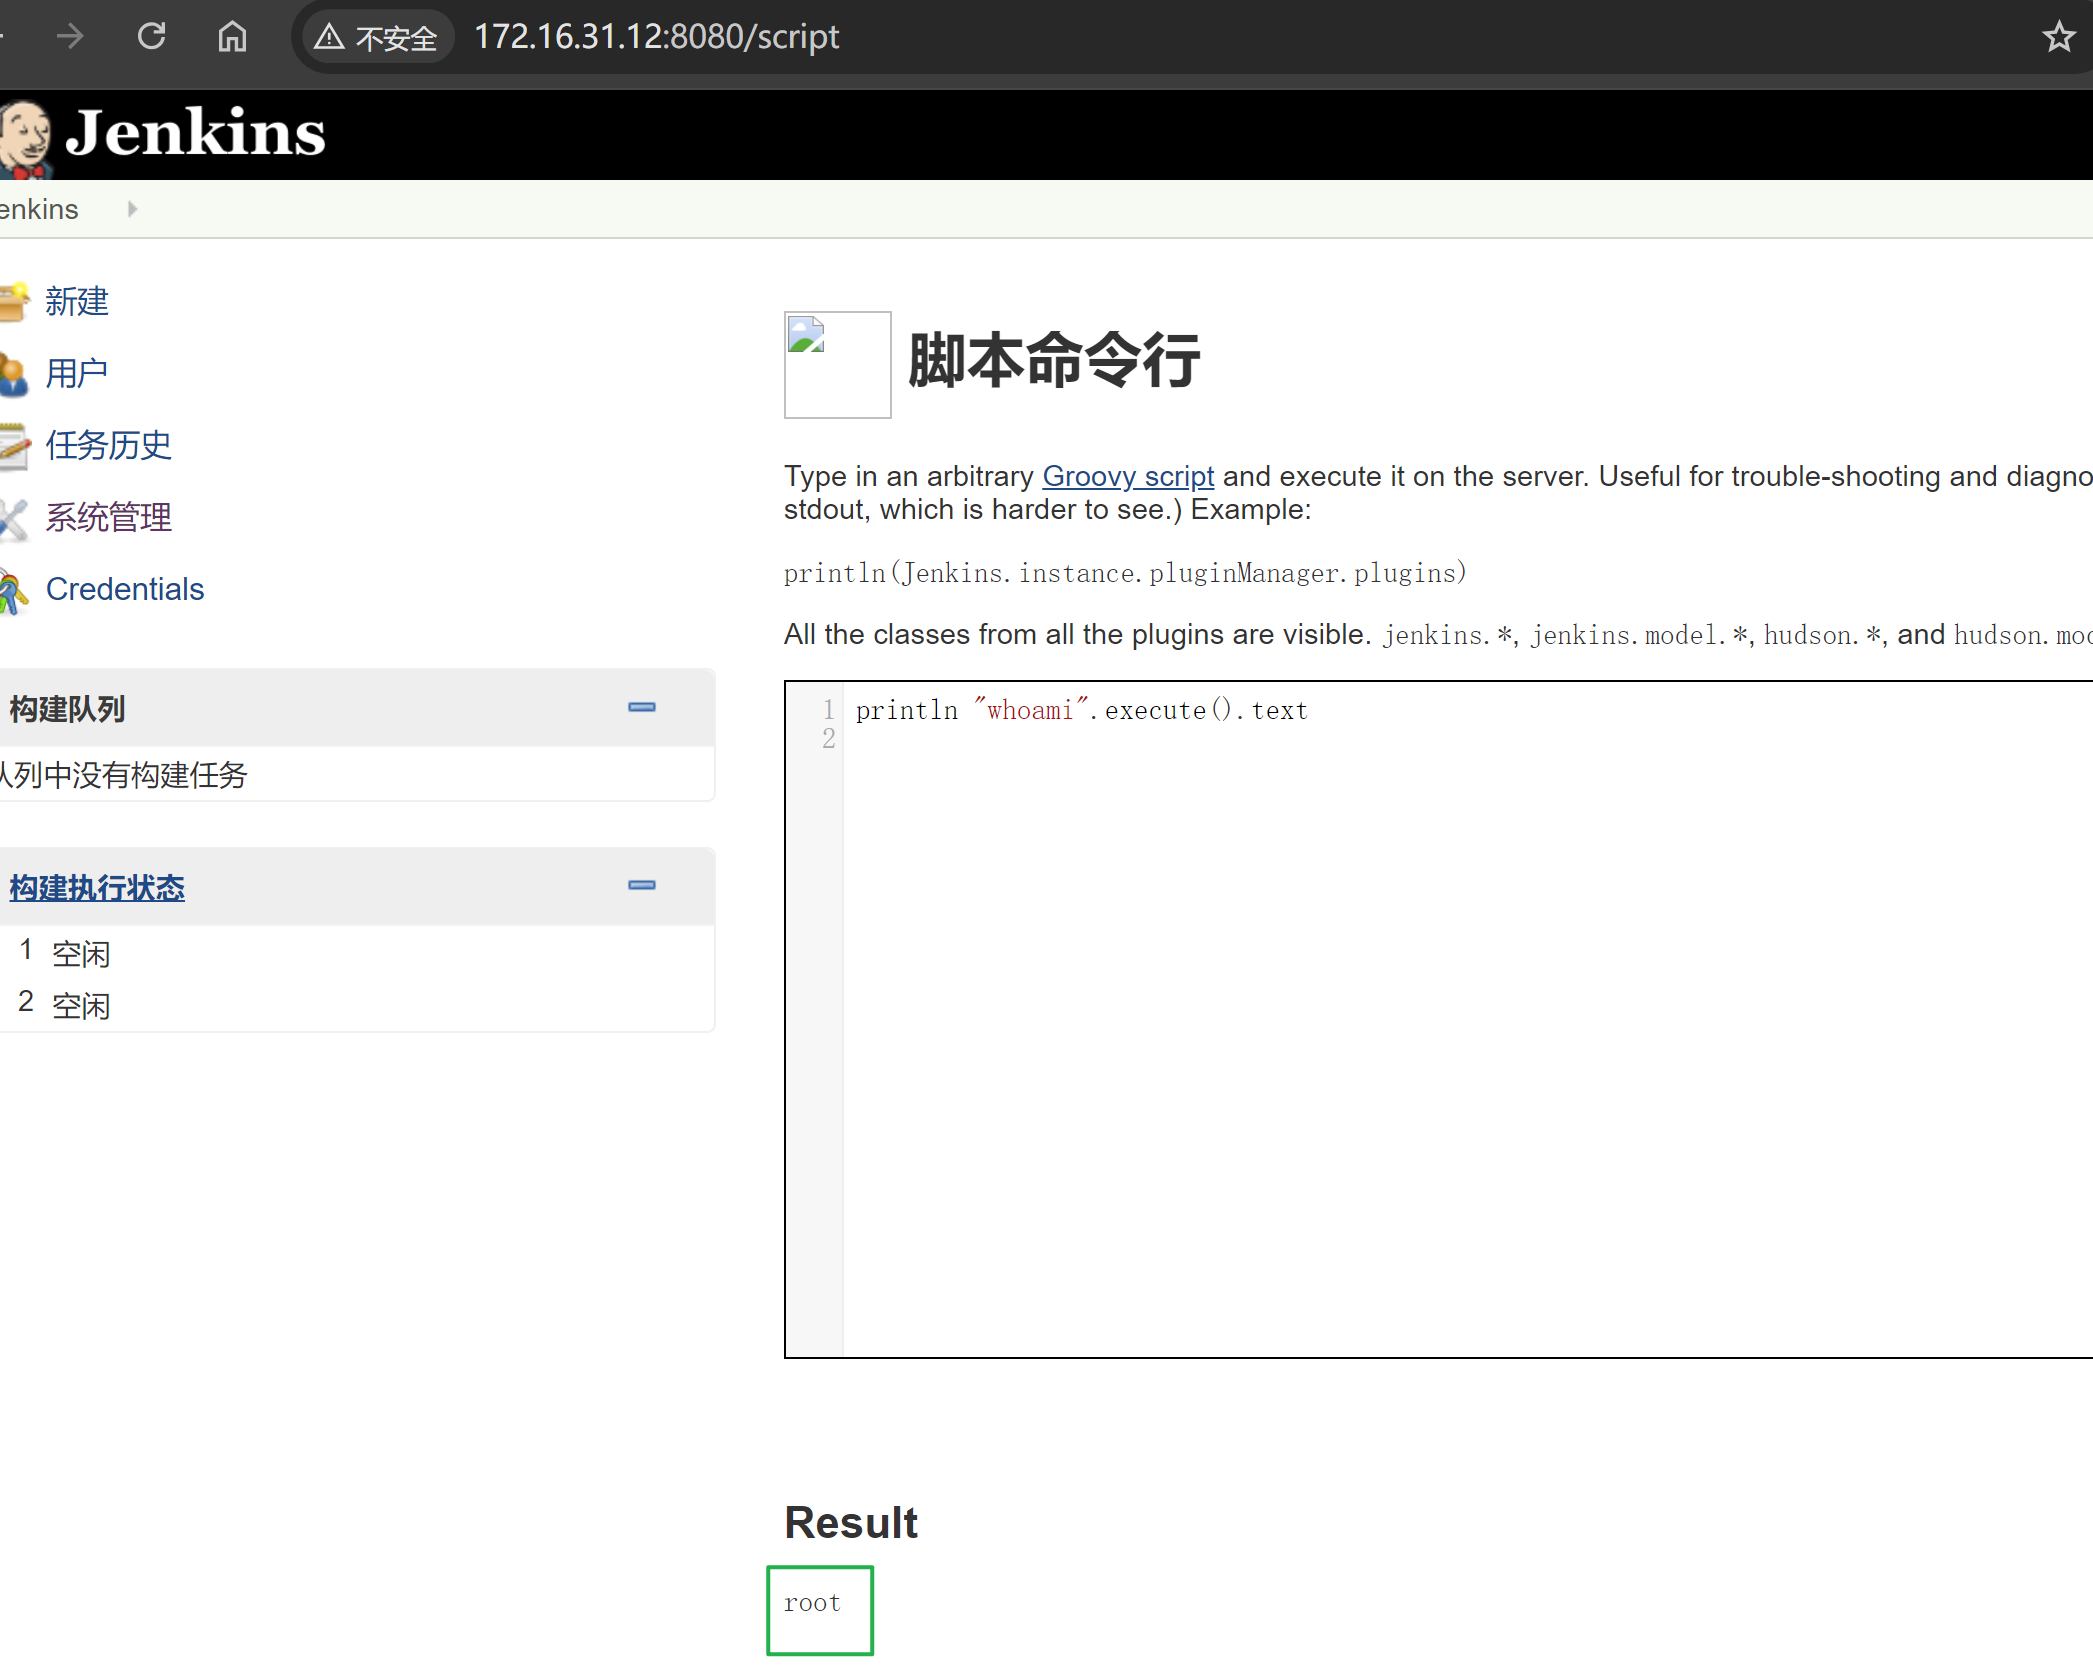 不安全 172.16.31.12:8080/script
Jenkins
enkins
新建
用户
任务历史
系统管理
Credentials
构建队列
队列中没有构建任务
构建执行状态
1 空闲
2 空闲
脚本命令行
Type in an arbitrary Groovy script and execute it on the server. Useful for trouble-shooting and diagno
stdout, which is harder to see.) Example:
println(Jenkins.instance.pluginManager.plugins)
All the classes from all the plugins are visible. jenkins.*, jenkins.model.*, hudson.*, and hudson.mod
1 println "whoami".execute().text
2
Result
root